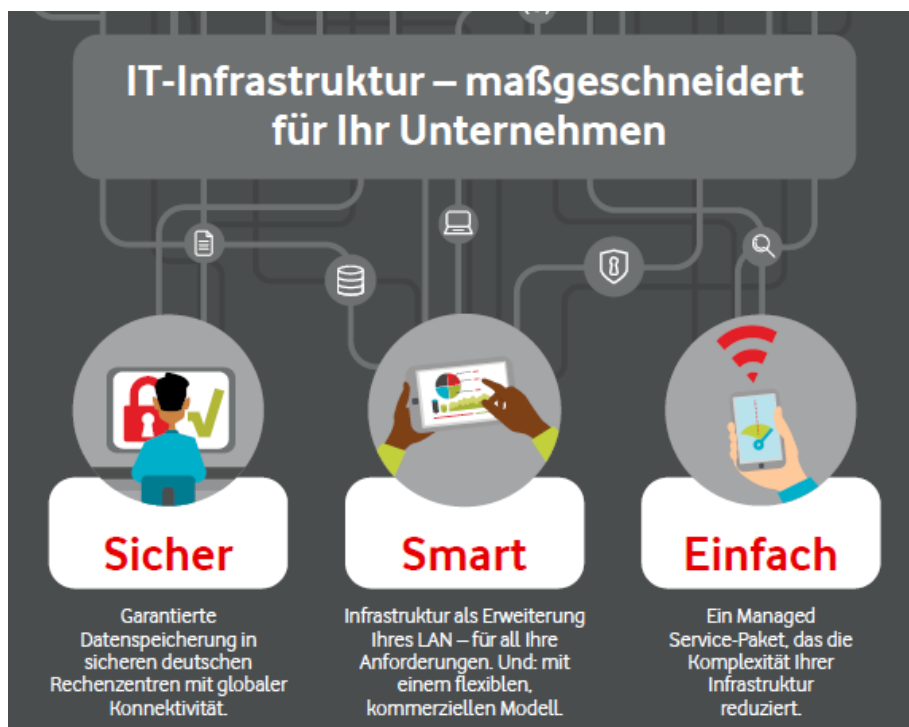 IT-Infrastruktur – maßgeschneidert
für Ihr Unternehmen
Sicher
Garantierte
Datenspeicherung in
sicheren deutschen
Rechenzentren mit globaler
Konnektivität.
Smart
Infrastruktur als Erweiterung
Ihres LAN – für all Ihre
Anforderungen. Und: mit
einem flexiblen,
kommerziellen Modell.
Einfach
Ein Managed
Service-Paket, das die
Komplexität Ihrer
Infrastruktur
reduziert.